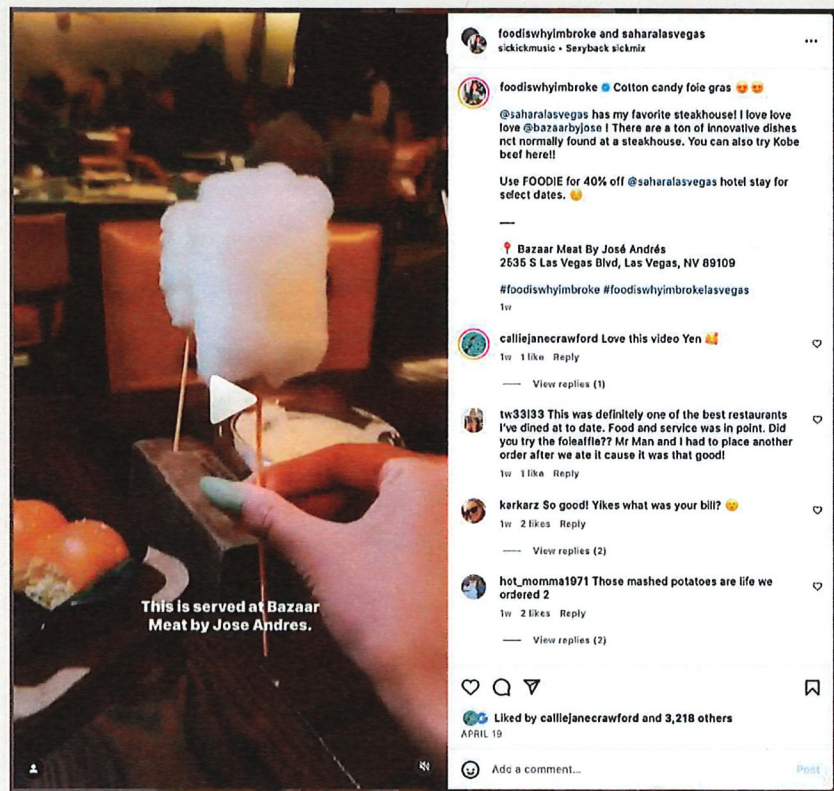 This is served at Bazaar
Meat by Jose Andres.
foodiswhyimbroke and saharalasvegas
sickickmusic • Sexyback sickmix
foodiswhyimbroke Cotton candy foie gras 😍 😍
@saharalasvegas has my favorite steakhouse! I love love
love @bazaarbyjose ! There are a ton of innovative dishes
nct normally found at a steakhouse. You can also try Kobe
beef here!!
Use FOODIE for 40% off @saharalasvegas hotel stay for
select dates.
—
📍 Bazaar Meat By José Andrés
2535 S Las Vegas Blvd, Las Vegas, NV 89109
#foodiswhyimbroke #foodiswhyimbrokelasvegas
1w
calliejanecrawford Love this video Yen 🥰
1w 1 like Reply
View replies (1)
tw33l33 This was definitely one of the best restaurants
I've dined at to date. Food and service was in point. Did
you try the foieaffle?? Mr Man and I had to place another
order after we ate it cause it was that good!
1w 1 like Reply
karkarz So good! Yikes what was your bill? 😮
1w 2 likes Reply
View replies (2)
hot_momma1971 Those mashed potatoes are life we
ordered 2
1w 2 likes Reply
View replies (2)
Liked by calliejanecrawford and 3,218 others
APRIL 19
Add a comment...
Post